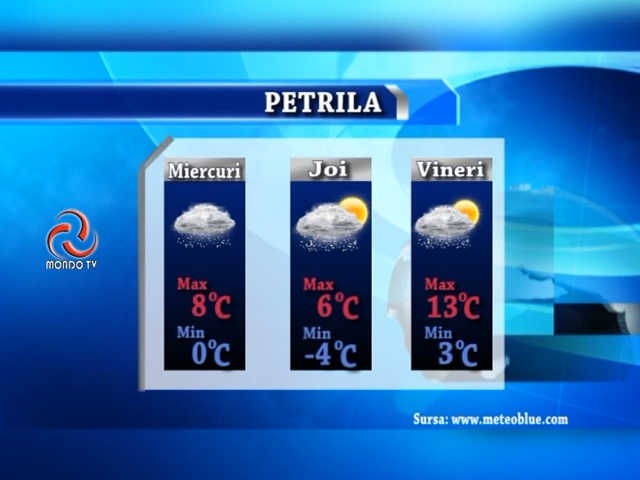 PETRILA
Miercuri
Joi
Vineri
Max
8°C
Min
0°C
Max
6°C
Min
-4°C
Max
13°C
Min
3°C
MONDO TV
Sursa: www.meteoblue.com